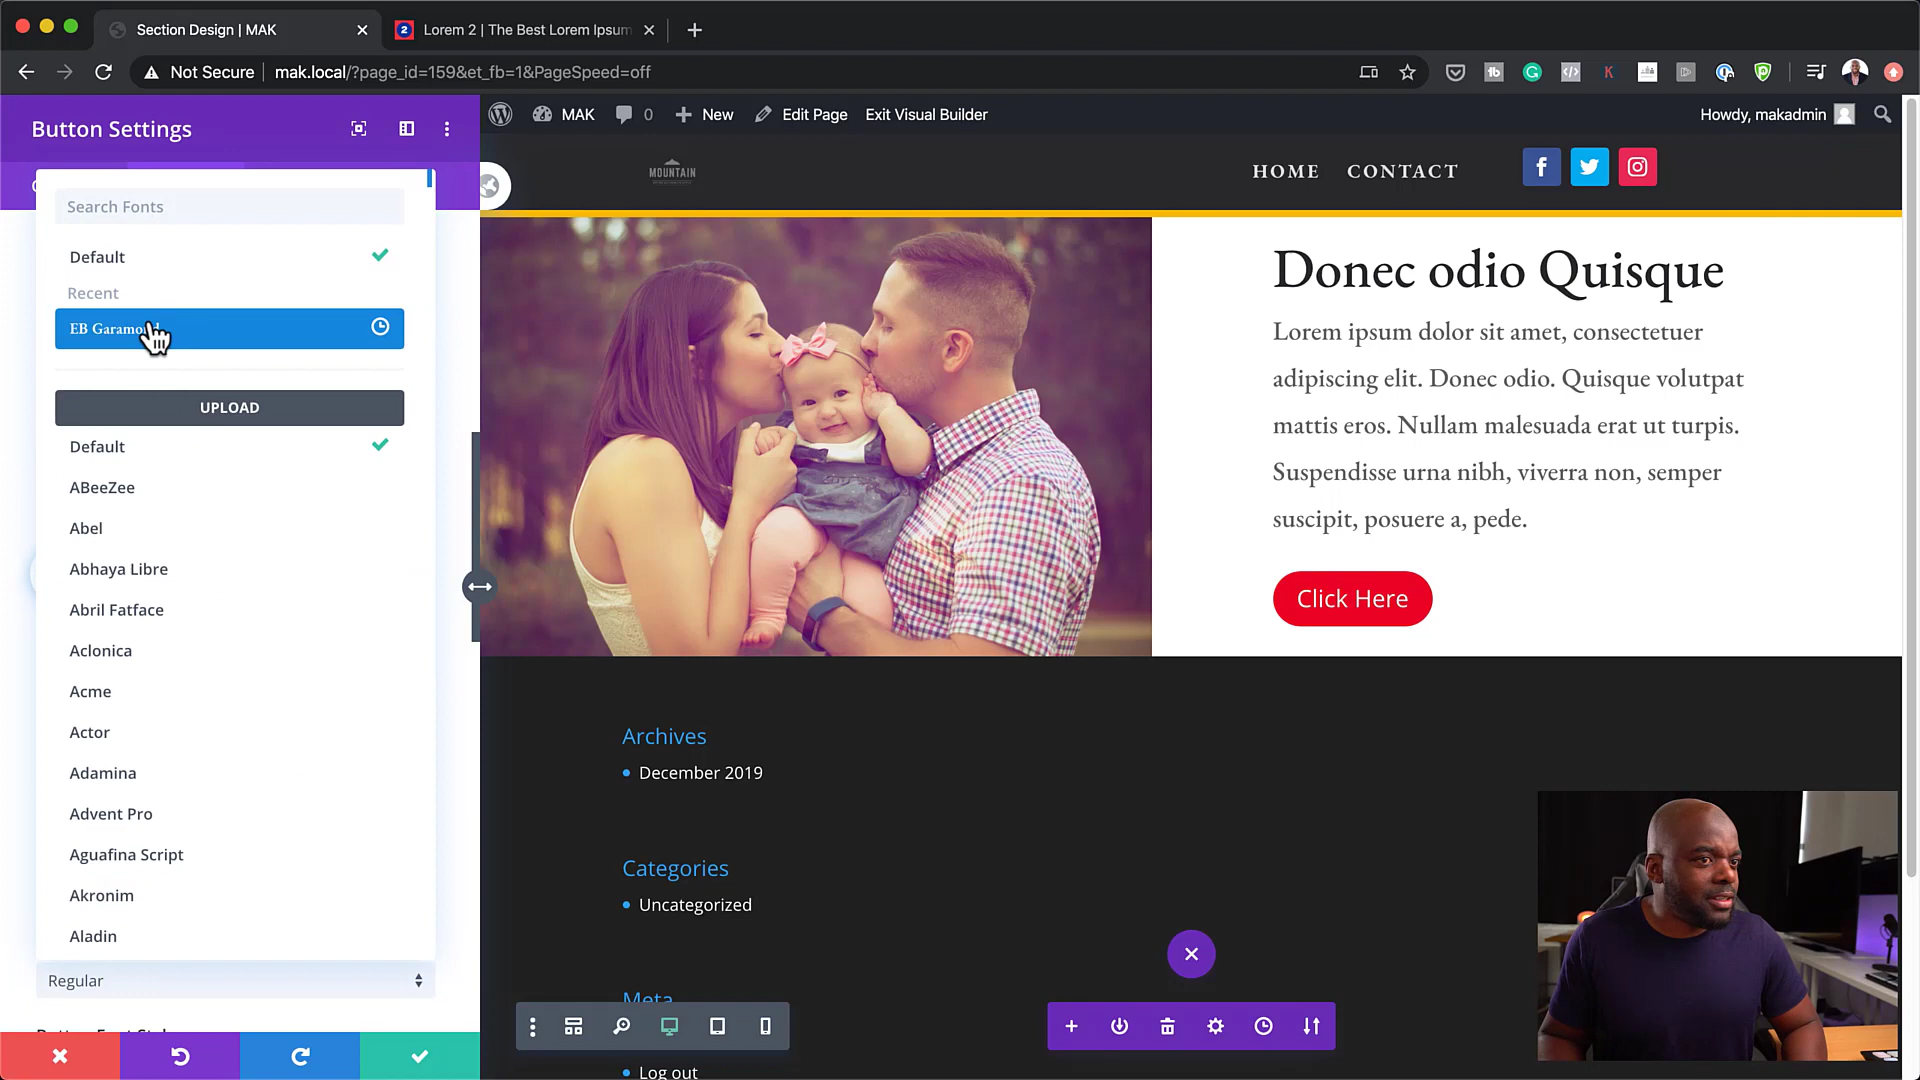 Section Design | MAK
Lorem 2 | The Best Lorem Ipsum
Not Secure
mak.local/?page_id=159&et_fb=1&PageSpeed=off
Button Settings
MAK
0
New
Edit Page
Exit Visual Builder
Howdy, makadmin
Search Fonts
Default
Recent
EB Garamond
UPLOAD
Default
ABeeZee
Abel
Abhaya Libre
Abril Fatface
Aclonica
Acme
Actor
Adamina
Advent Pro
Aguafina Script
Akronim
Aladin
Regular
MOUNTAIN
HOME
CONTACT
Donec odio Quisque
Lorem ipsum dolor sit amet, consectetuer
adipiscing elit. Donec odio. Quisque volutpat
mattis eros. Nullam malesuada erat ut turpis.
Suspendisse urna nibh, viverra non, semper
suscipit, posuere a, pede.
Click Here
Archives
December 2019
Categories
Uncategorized
Meta
Log out